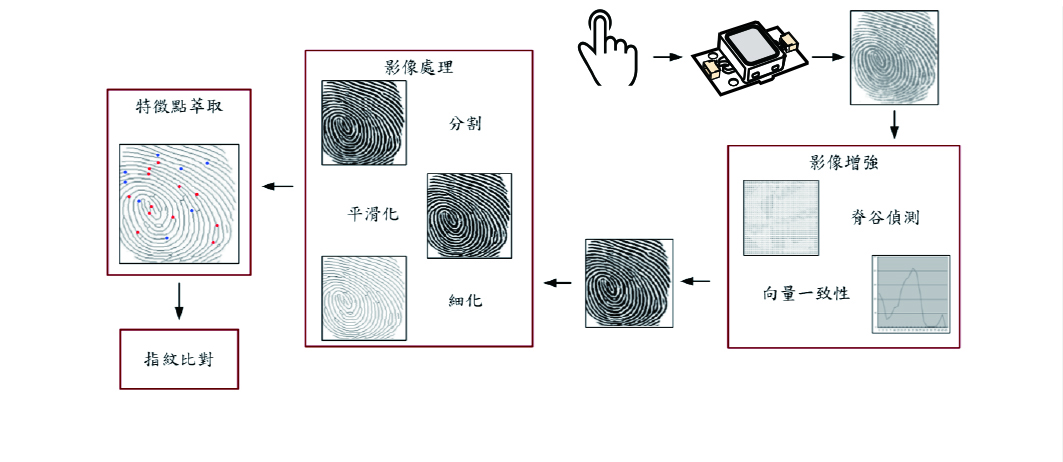 影像增強
脊谷偵測
向量一致性
影像處理
分割
平滑化
細化
特徵點萃取
指紋比對